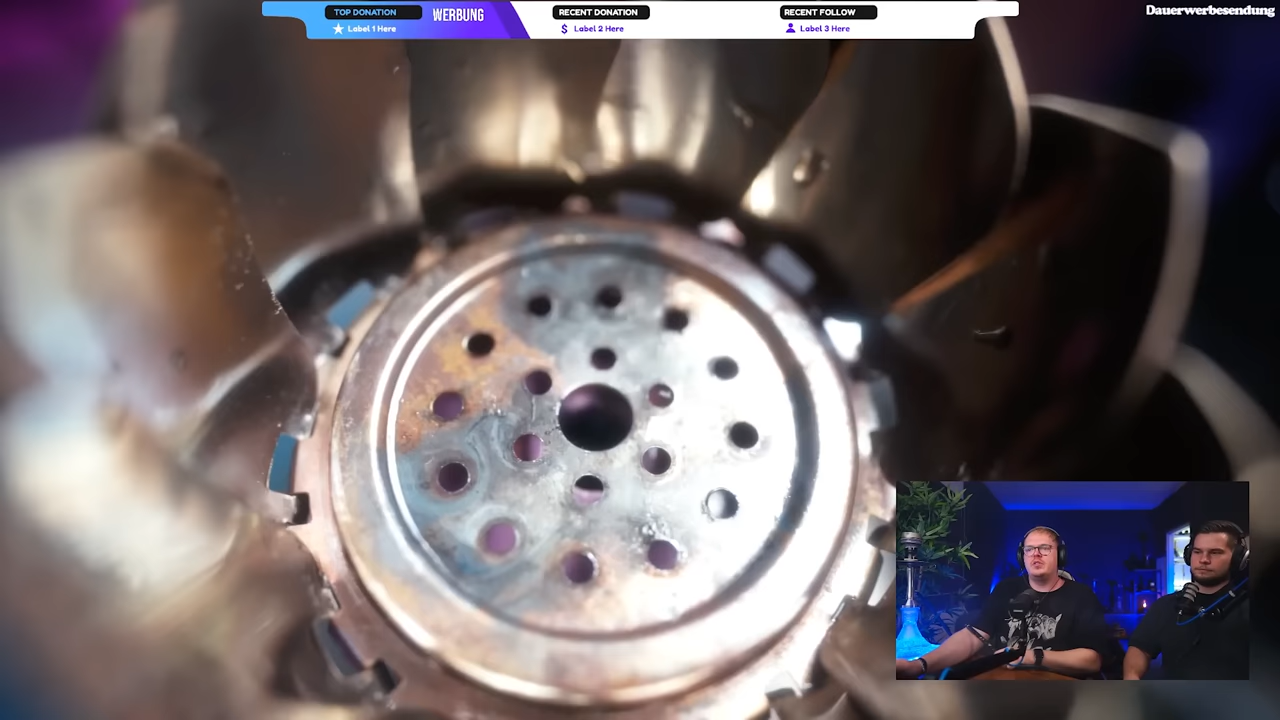 TOP DONATION
WERBUNG
Label 1 Here
RECENT DONATION
$ Label 2 Here
RECENT FOLLOW
Label 3 Here
Dauerwerbesendung